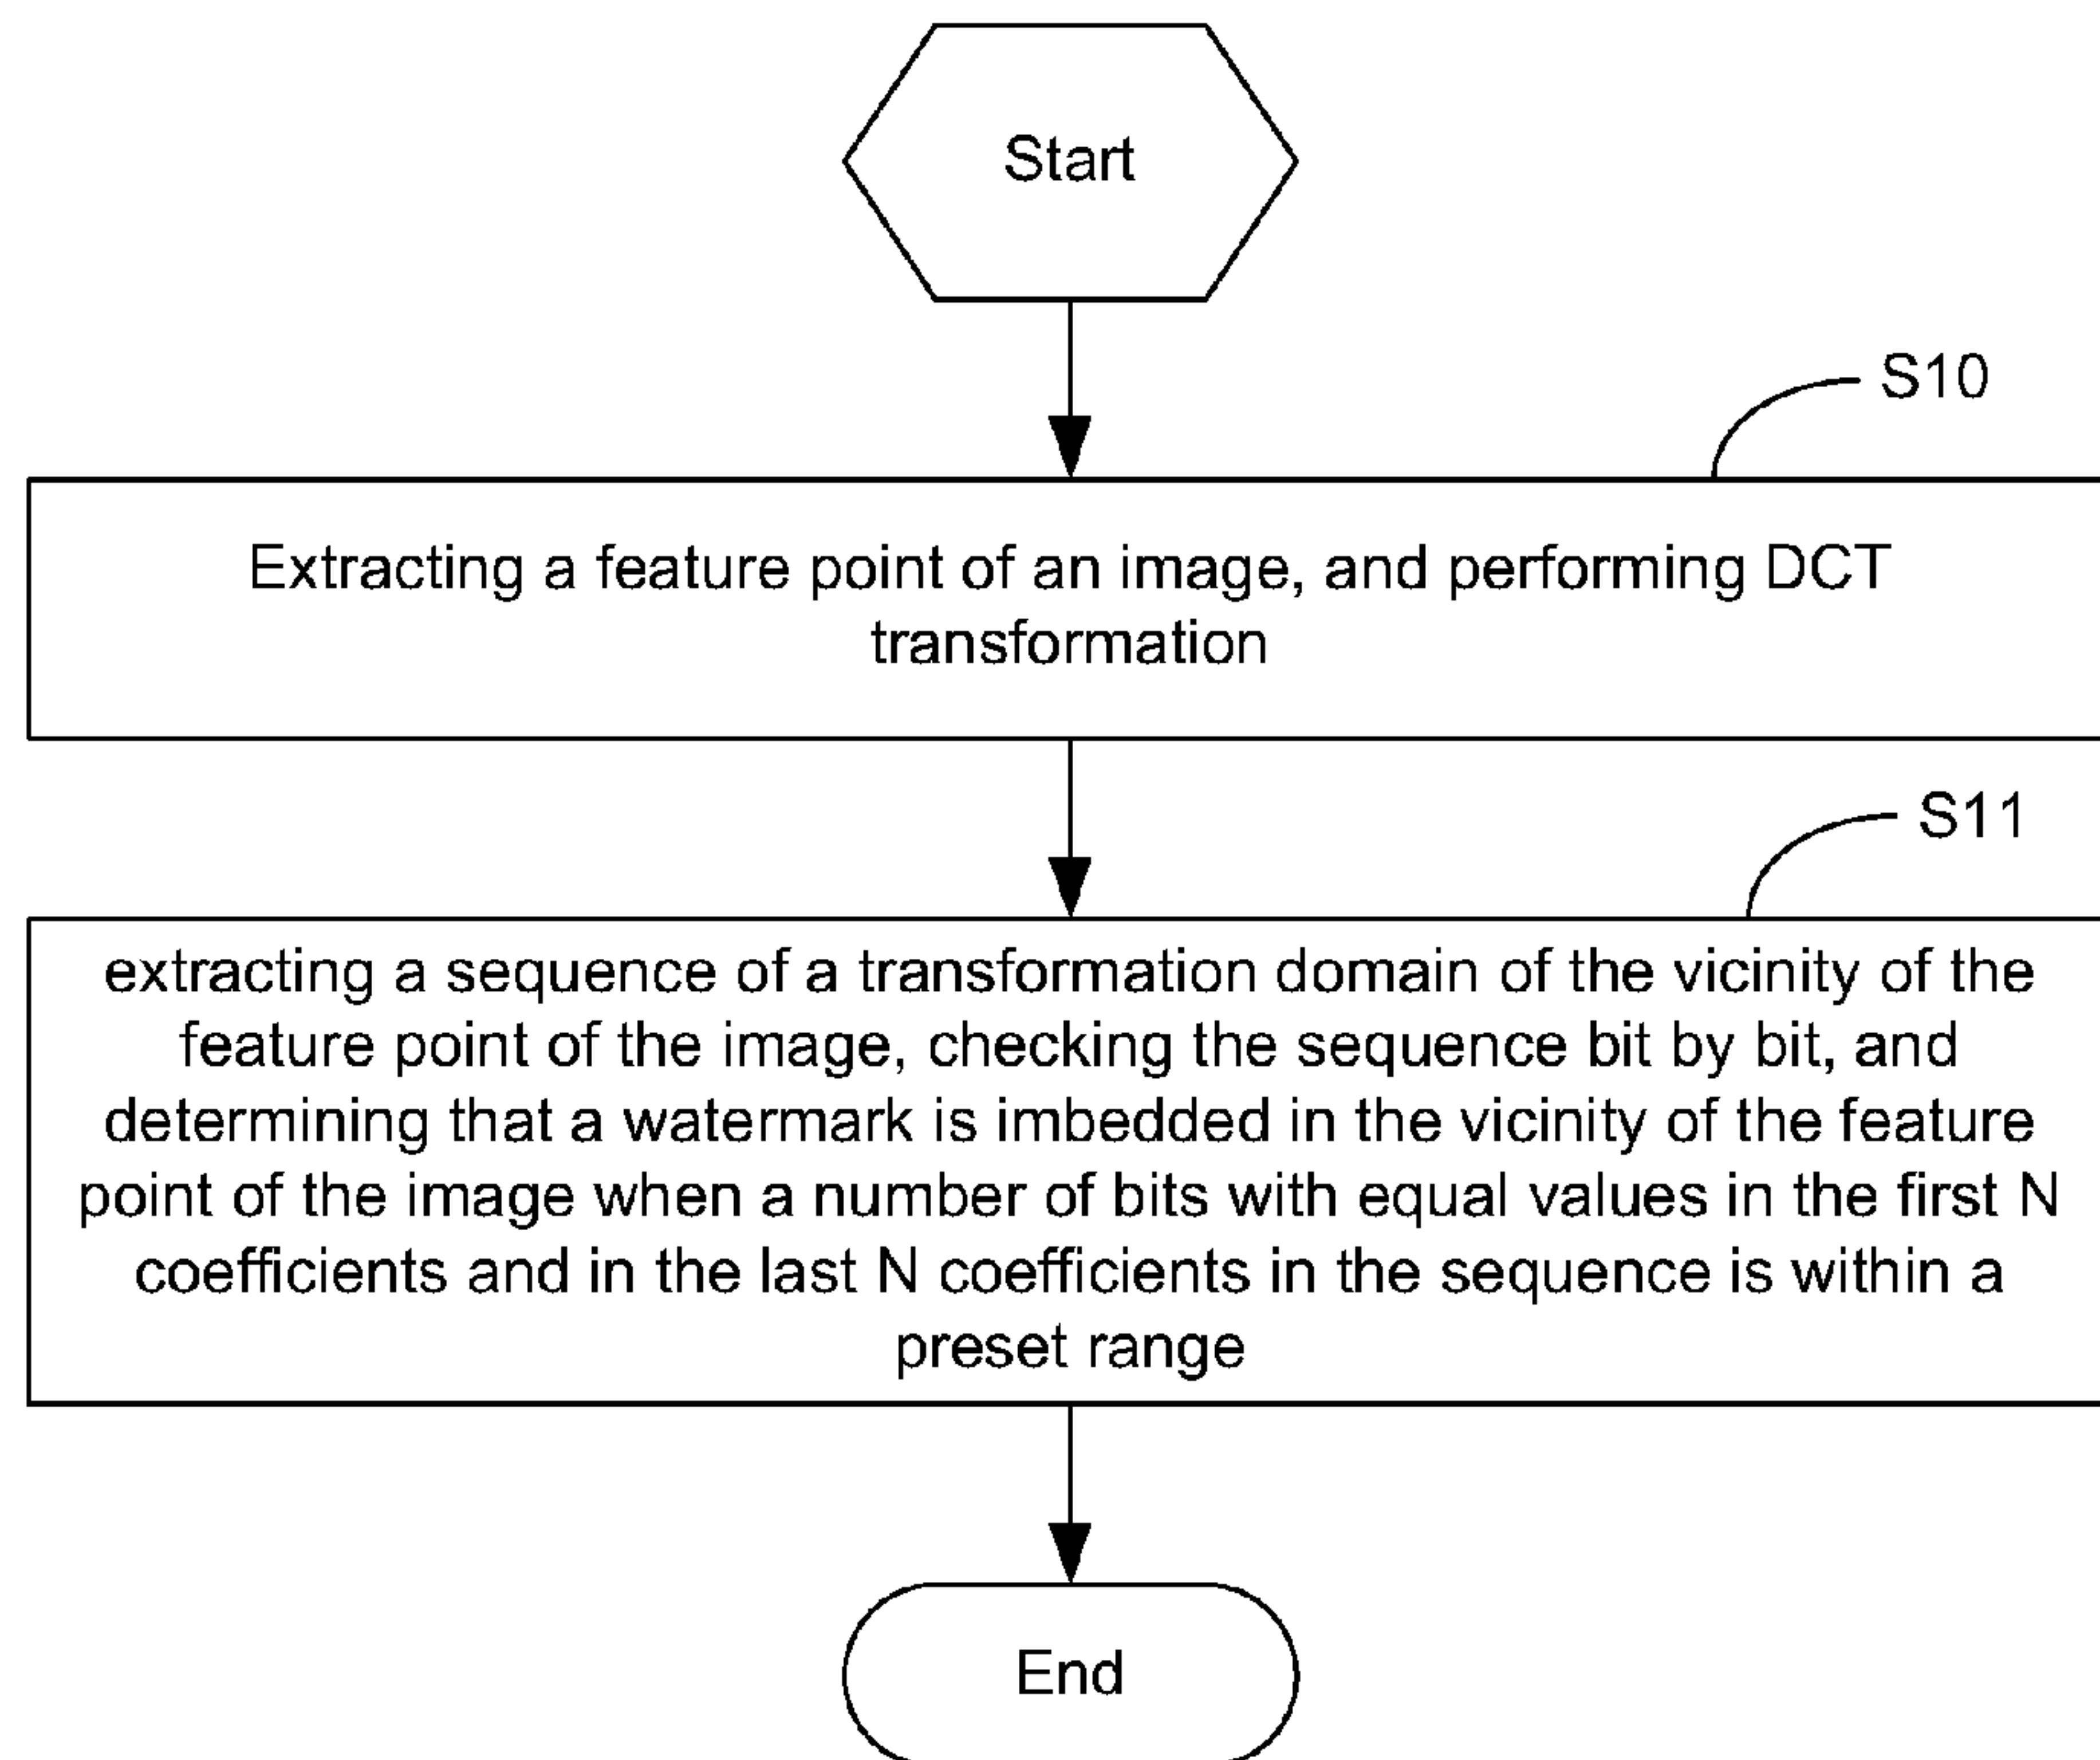 Start
S10
Extracting a feature point of an image, and performing DCT
transformation
S11
extracting a sequence of a transformation domain of the vicinity of the
feature point of the image, checking the sequence bit by bit, and
determining that a watermark is imbedded in the vicinity of the feature
point of the image when a number of bits with equal values in the first N
coefficients and in the last N coefficients in the sequence is within a
preset range
End